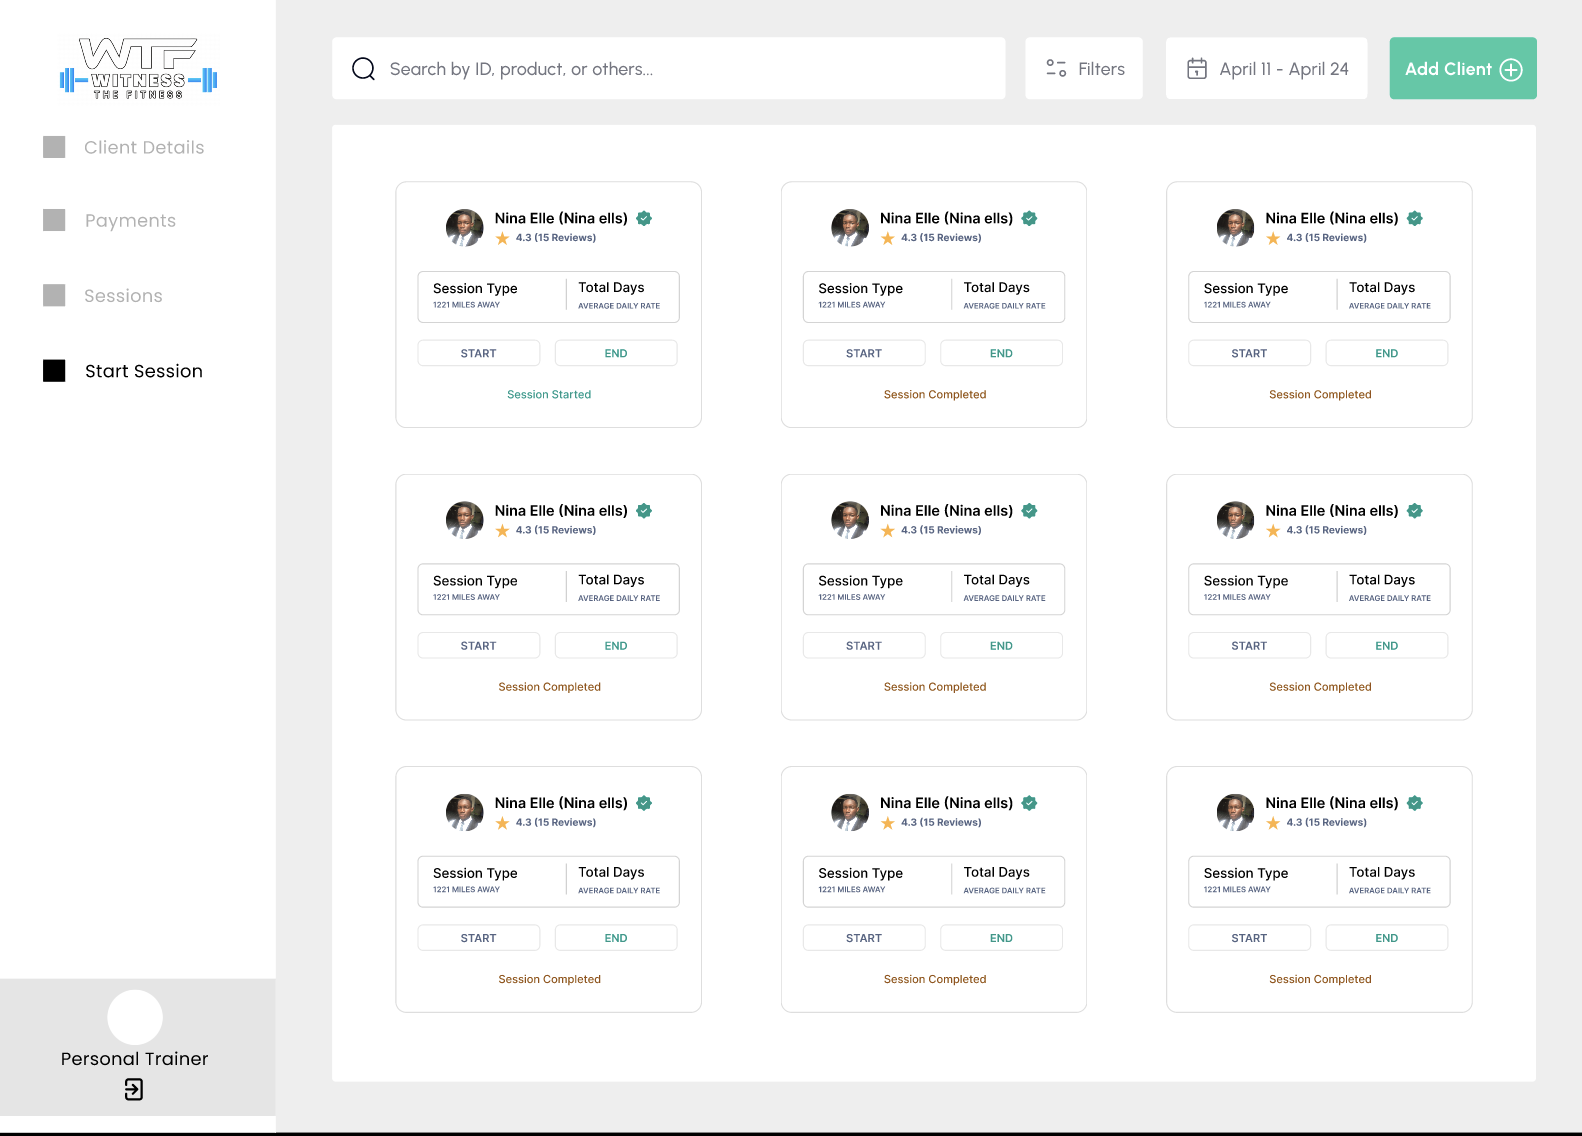 WTF
WITNESS
THE FITNESS
Client Details
Payments
Sessions
Start Session
Personal Trainer
Search by ID, product, or others...
Filters
April 11 - April 24
Add Client
Nina Elle (Nina ells)
4.3 (15 Reviews)
Session Type
1221 MILES AWAY
Total Days
AVERAGE DAILY RATE
START
END
Session Started
Nina Elle (Nina ells)
4.3 (15 Reviews)
Session Type
1221 MILES AWAY
Total Days
AVERAGE DAILY RATE
START
END
Session Completed
Nina Elle (Nina ells)
4.3 (15 Reviews)
Session Type
1221 MILES AWAY
Total Days
AVERAGE DAILY RATE
START
END
Session Completed
Nina Elle (Nina ells)
4.3 (15 Reviews)
Session Type
1221 MILES AWAY
Total Days
AVERAGE DAILY RATE
START
END
Session Completed
Nina Elle (Nina ells)
4.3 (15 Reviews)
Session Type
1221 MILES AWAY
Total Days
AVERAGE DAILY RATE
START
END
Session Completed
Nina Elle (Nina ells)
4.3 (15 Reviews)
Session Type
1221 MILES AWAY
Total Days
AVERAGE DAILY RATE
START
END
Session Completed
Nina Elle (Nina ells)
4.3 (15 Reviews)
Session Type
1221 MILES AWAY
Total Days
AVERAGE DAILY RATE
START
END
Session Completed
Nina Elle (Nina ells)
4.3 (15 Reviews)
Session Type
1221 MILES AWAY
Total Days
AVERAGE DAILY RATE
START
END
Session Completed
Nina Elle (Nina ells)
4.3 (15 Reviews)
Session Type
1221 MILES AWAY
Total Days
AVERAGE DAILY RATE
START
END
Session Completed